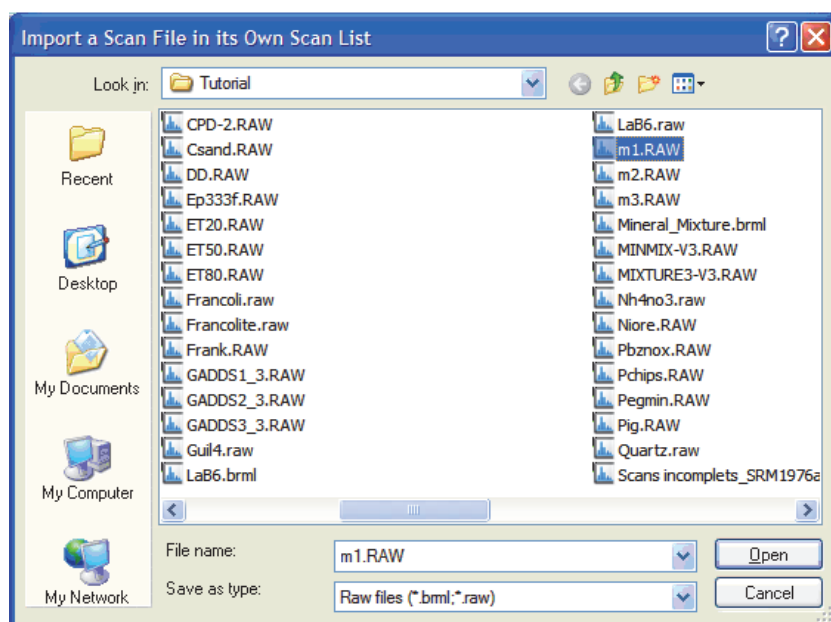 Import a Scan File in its Own Scan List
Look in: Tutorial
Recent
Desktop
My Documents
My Computer
My Network
CPD-2.RAW
Csand.RAW
DD.RAW
Ep333f.RAW
ET20.RAW
ET50.RAW
ET80.RAW
Francoli.raw
Francolite.raw
Frank.RAW
GADDS1_3.RAW
GADDS2_3.RAW
GADDS3_3.RAW
Guil4.raw
LaB6.brml
LaB6.raw
m1.RAW
m2.RAW
m3.RAW
Mineral_Mixture.brml
MINMIX-V3.RAW
MIXTURE3-V3.RAW
Nh4no3.raw
Niore.RAW
Pbznox.RAW
Pchips.RAW
Pegmin.RAW
Pig.RAW
Quartz.raw
Scans incomplets_SRM1976a
File name: m1.RAW Open
Save as type: Raw files (*.brml;*.raw) Cancel